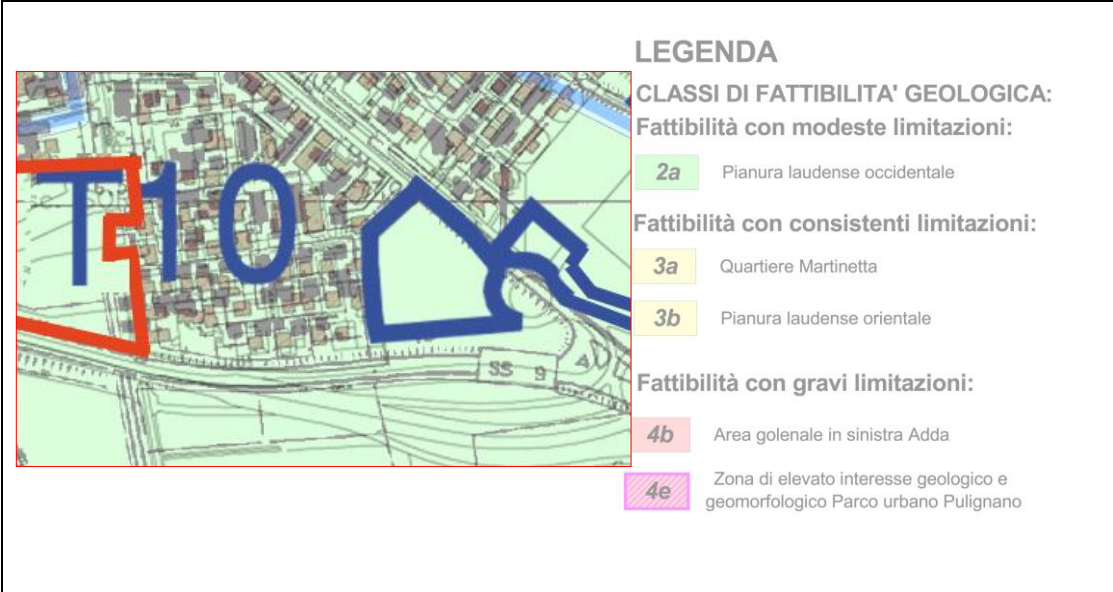 T10
SS 9
LEGENDA
CLASSI DI FATTIBILITA' GEOLOGICA:
Fattibilità con modeste limitazioni:
2a Pianura laudense occidentale
Fattibilità con consistenti limitazioni:
3a Quartiere Martinetta
3b Pianura laudense orientale
Fattibilità con gravi limitazioni:
4b Area golenale in sinistra Adda
4e Zona di elevato interesse geologico e
geomorfologico Parco urbano Pulignano